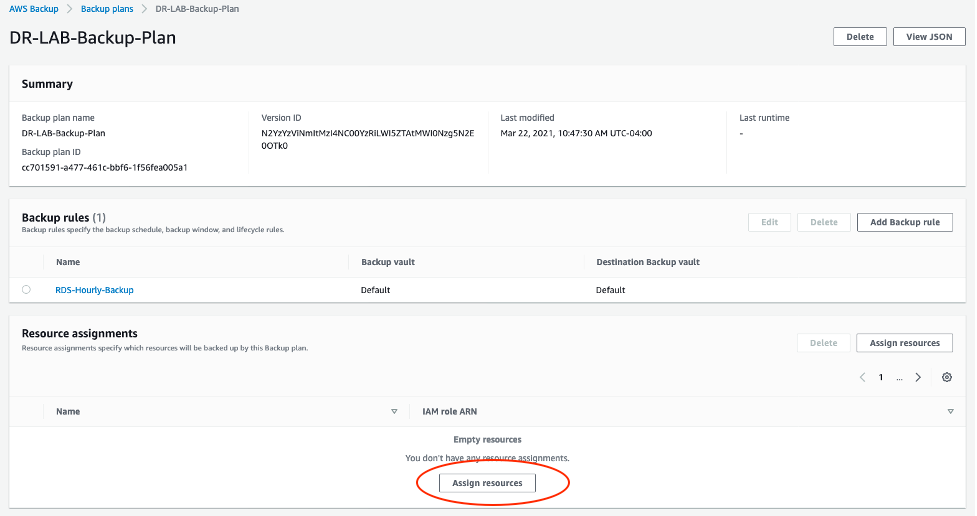 AWS Backup > Backup plans > DR-LAB-Backup-Plan
DR-LAB-Backup-Plan
Delete
View JSON
Summary
Backup plan name
DR-LAB-Backup-Plan
Backup plan ID
cc701591-a477-461c-bbf6-1f56fea005a1
Version ID
0OTk0
Last modified
Mar 22, 2021, 10:47:30 AM UTC-04:00
Last runtime
-
Backup rules (1)
Backup rules specify the backup schedule, backup window, and lifecycle rules.
Edit
Delete
Add Backup rule
Name
Backup vault
Destination Backup vault
RDS-Hourly-Backup
Default
Default
Resource assignments
Resource assignments specify which resources will be backed up by this Backup plan.
Delete
Assign resources
1 ...
Name
IAM role ARN
Empty resources
You don't have any resource assignments.
Assign resources